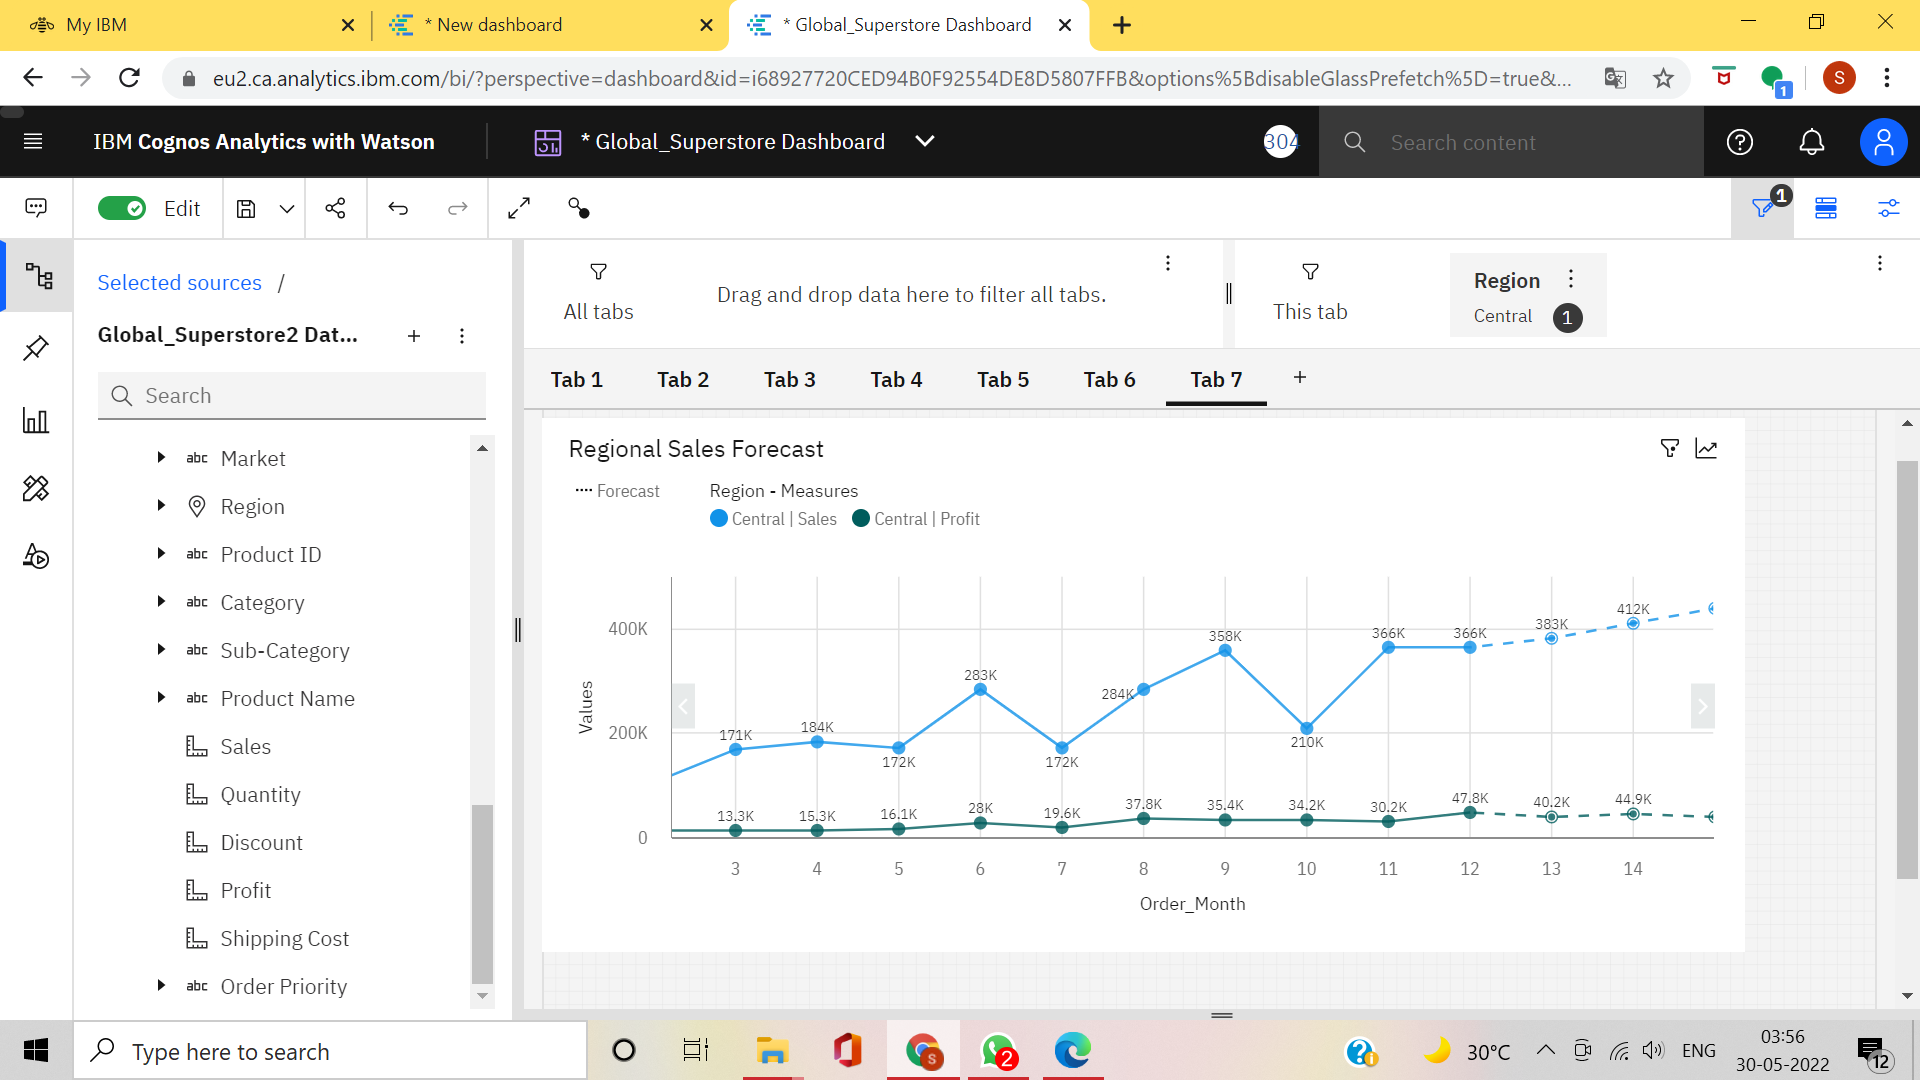 My IBM
* New dashboard
* Global_Superstore Dashboard
eu2.ca.analytics.ibm.com/bi/?perspective=dashboard&id=i68927720CED94B0F92554DE8D5807FFB&options%5BdisableGlassPrefetch%5D=true&...
S
1
IBM Cognos Analytics with Watson
* Global_Superstore Dashboard
304
Search content
Edit
1
Selected sources /
Global_Superstore2 Dat...
Search
abc Market
Region
abc Product ID
abc Category
abc Sub-Category
abc Product Name
Sales
Quantity
Discount
Profit
Shipping Cost
abc Order Priority
All tabs
Drag and drop data here to filter all tabs.
This tab
Region
Central 1
Tab 1
Tab 2
Tab 3
Tab 4
Tab 5
Tab 6
Tab 7
Regional Sales Forecast
Forecast
Region - Measures
Central | Sales
Central | Profit
Values
400K
200K
0
171K
184K
172K
283K
172K
284K
358K
210K
366K
366K
383K
412K
13.3K
15.3K
16.1K
28K
19.6K
37.8K
35.4K
34.2K
30.2K
47.8K
40.2K
44.9K
3 4 5 6 7 8 9 10 11 12 13 14
Order_Month
Type here to search
S
2
30°C
ENG
03:56
30-05-2022
12